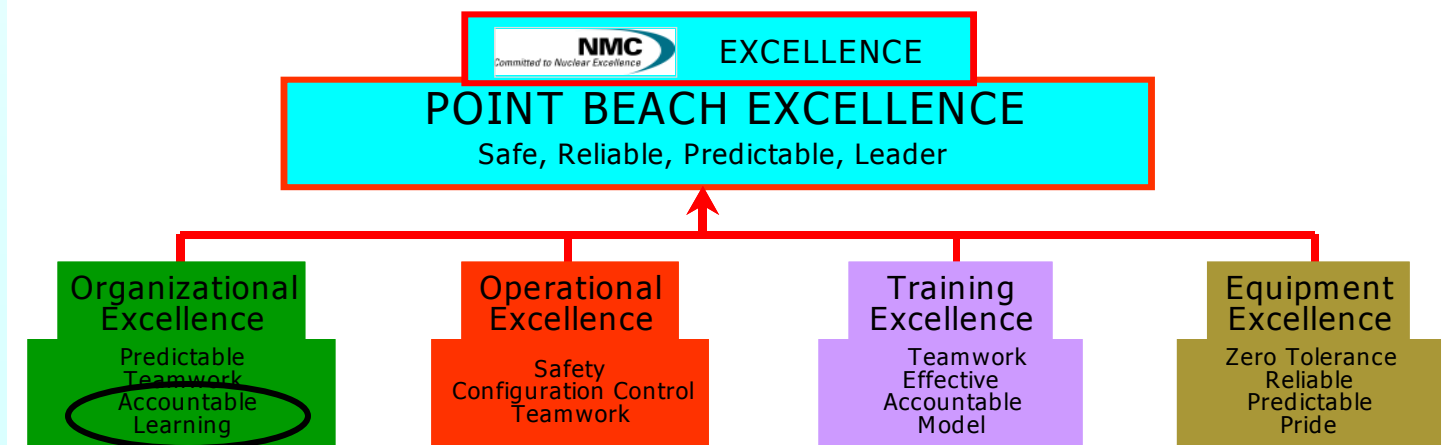 NMC
Committed to Nuclear Excellence
EXCELLENCE
POINT BEACH EXCELLENCE
Safe, Reliable, Predictable, Leader
Organizational
Excellence
Predictable
Teamwork
Accountable
Learning
Operational
Excellence
Safety
Configuration Control
Teamwork
Training
Excellence
Teamwork
Effective
Accountable
Model
Equipment
Excellence
Zero Tolerance
Reliable
Predictable
Pride